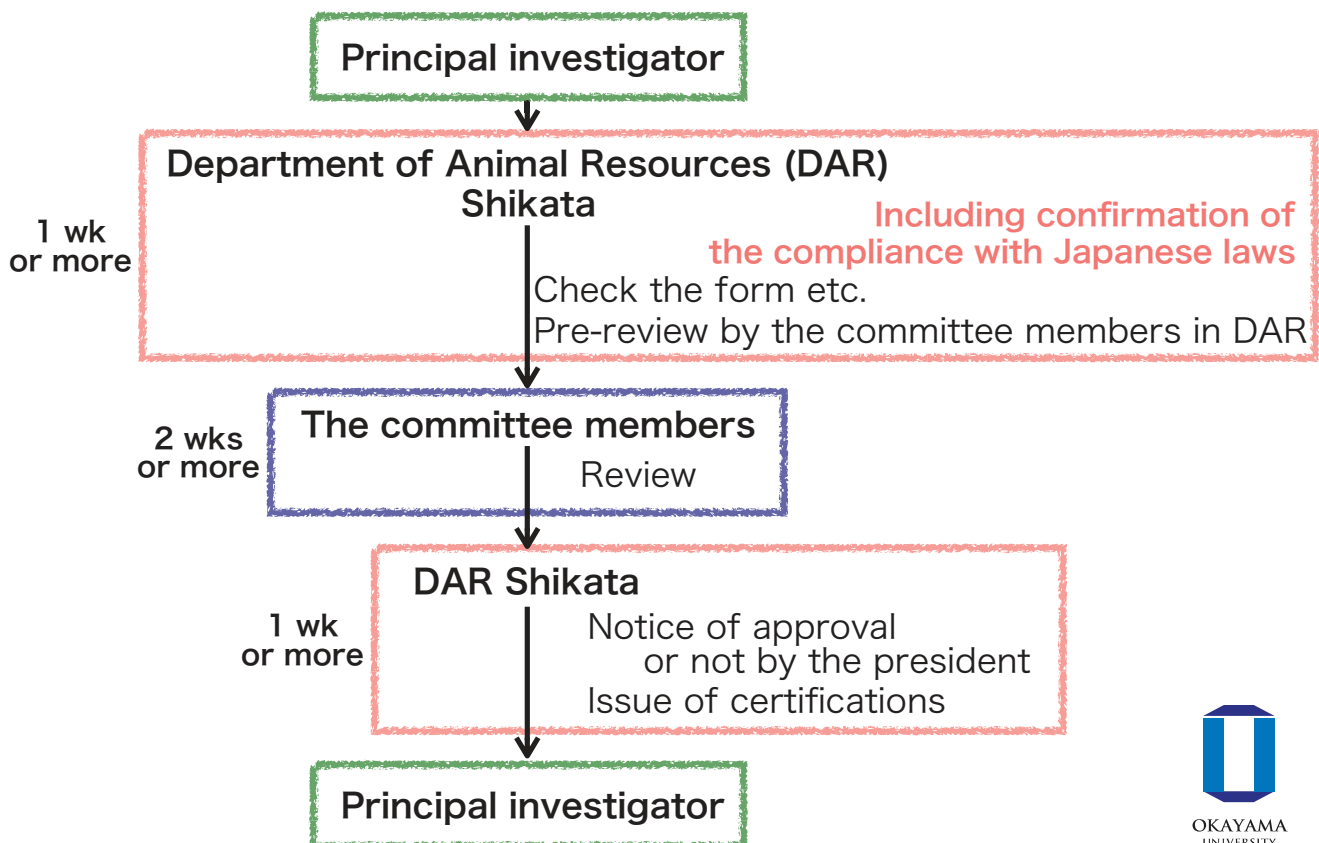 Principal investigator
Department of Animal Resources (DAR)
Shikata
Including confirmation of
the compliance with Japanese laws
1 wk
or more
Check the form etc.
Pre-review by the committee members in DAR
The committee members
2 wks
or more
Review
DAR Shikata
1 wk
or more
Notice of approval
or not by the president
Issue of certifications
Principal investigator
OKAYAMA
UNIVERSITY